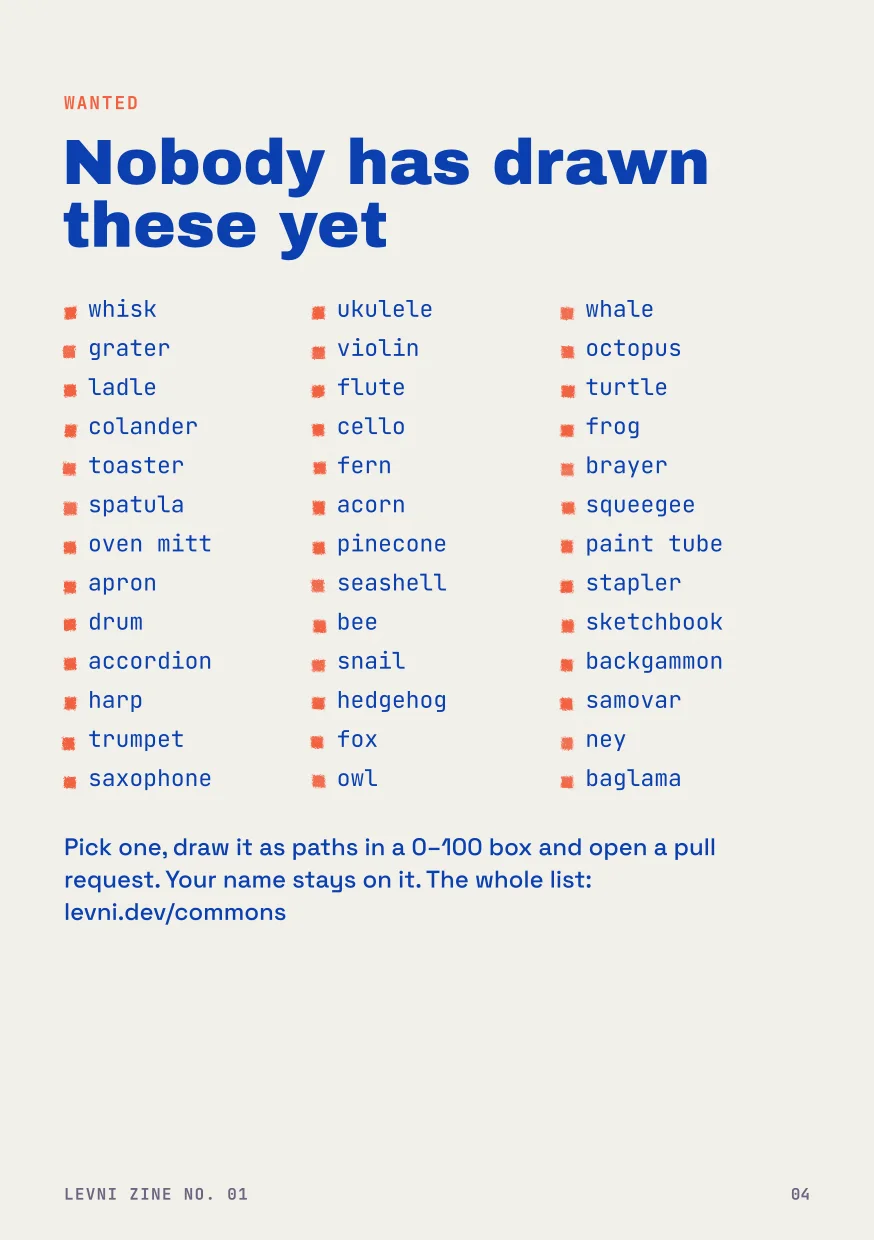 WANTED
Nobody has drawn
these yet
whisk
grater
ladle
colander
toaster
spatula
oven mitt
apron
drum
accordion
harp
trumpet
saxophone
ukulele
violin
flute
cello
fern
acorn
pinecone
seashell
bee
snail
hedgehog
fox
owl
whale
octopus
turtle
frog
brayer
squeegee
paint tube
stapler
sketchbook
backgammon
samovar
ney
baglama
Pick one, draw it as paths in a 0–100 box and open a pull
request. Your name stays on it. The whole list:
levni.dev/commons
LEVNI ZINE NO. 01
04